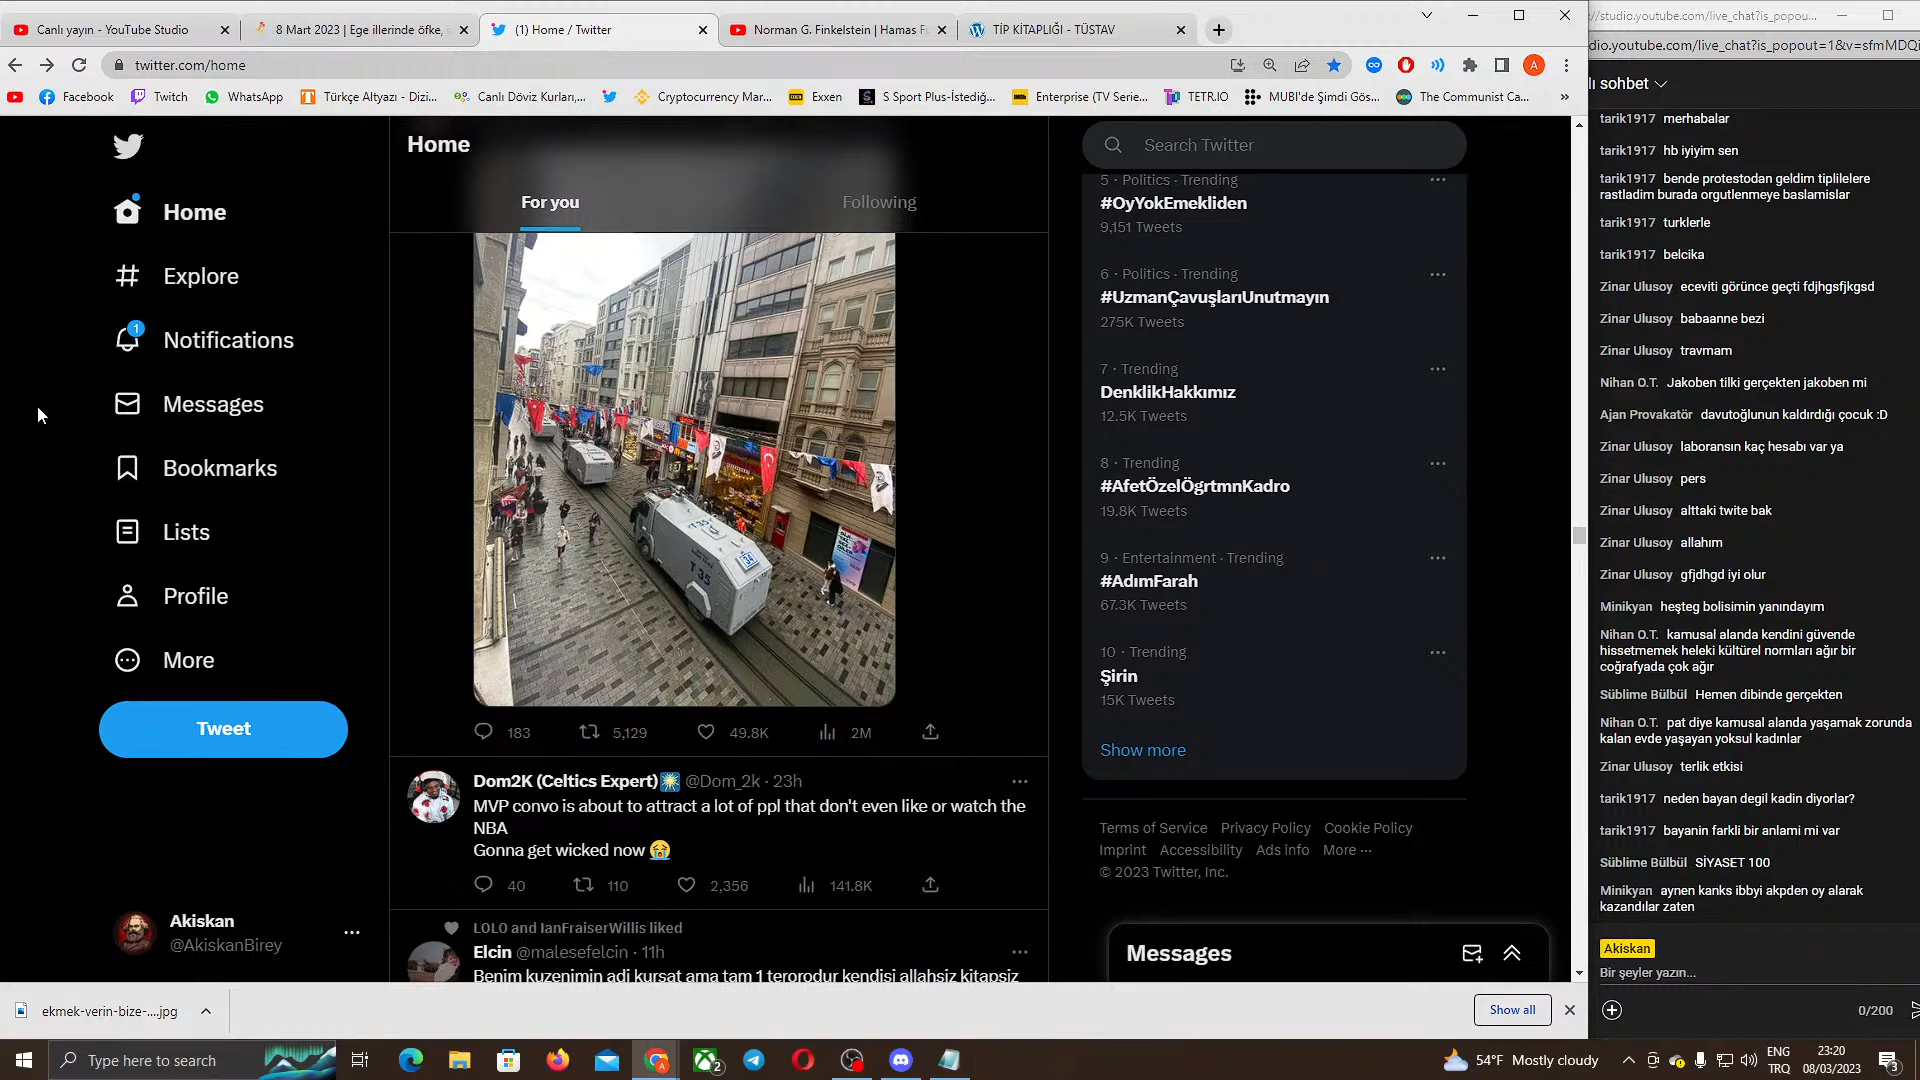 Canlı yayın - YouTube Studio
8 Mart 2023 | Ege illerinde öfke,
(1) Home / Twitter
Norman G. Finkelstein | Hamas F
TİP KİTAPLIĞI - TÜSTAV
//studio.youtube.com/live_chat?is_popou...
twitter.com/home
dio.youtube.com/live_chat?is_popout=1&v=sfmMDQi
Facebook
Twitch
WhatsApp
Türkçe Altyazı - Dizi...
Canlı Döviz Kurları,...
Cryptocurrency Mar...
Exxen
S Sport Plus-İstediğ...
Enterprise (TV Serie...
TETR.IO
MUBI'de Şimdi Gös...
The Communist Ca...
Home
Explore
Notifications
1
Messages
Bookmarks
Lists
Profile
More
Tweet
Akiskan
@AkiskanBirey
Home
For you
Following
T 35
34
183
5,129
49.8K
2M
Dom2K (Celtics Expert) @Dom_2k · 23h
MVP convo is about to attract a lot of ppl that don't even like or watch the
NBA
Gonna get wicked now 😭
40
110
2,356
141.8K
LOLO and IanFraiserWillis liked
Elcin @malesefelcin · 11h
Benim kuzenimin adi kursat ama tam 1 terorodur kendisi allahsiz kitapsiz
Search Twitter
5 · Politics · Trending
#OyYokEmekliden
9,151 Tweets
6 · Politics · Trending
#UzmanÇavuşlarıUnutmayın
275K Tweets
7 · Trending
DenklikHakkımız
12.5K Tweets
8 · Trending
#AfetÖzelÖgrtmnKadro
19.8K Tweets
9 · Entertainment · Trending
#AdımFarah
67.3K Tweets
10 · Trending
Şirin
15K Tweets
Show more
Terms of Service Privacy Policy Cookie Policy
Imprint Accessibility Ads info More ···
© 2023 Twitter, Inc.
Messages
lı sohbet
tarik1917 merhabalar
tarik1917 hb iyiyim sen
tarik1917 bende protestodan geldim tiplilelere
rastladim burada orgutlenmeye baslamislar
tarik1917 turklerle
tarik1917 belcika
Zinar Ulusoy eceviti görünce geçti fdjhgsfjkgsd
Zinar Ulusoy babaanne bezi
Zinar Ulusoy travmam
Nihan O.T. Jakoben tilki gerçekten jakoben mi
Ajan Provakatör davutoğlunun kaldırdığı çocuk :D
Zinar Ulusoy laboransın kaç hesabı var ya
Zinar Ulusoy pers
Zinar Ulusoy alttaki twite bak
Zinar Ulusoy allahım
Zinar Ulusoy gfjdhgd iyi olur
Minikyan heşteg bolisimin yanındayım
Nihan O.T. kamusal alanda kendini güvende
hissetmemek heleki kültürel normları ağır bir
coğrafyada çok ağır
Süblime Bülbül Hemen dibinde gerçekten
Nihan O.T. pat diye kamusal alanda yaşamak zorunda
kalan evde yaşayan yoksul kadınlar
Zinar Ulusoy terlik etkisi
tarik1917 neden bayan degil kadin diyorlar?
tarik1917 bayanin farkli bir anlami mi var
Süblime Bülbül SİYASET 100
Minikyan aynen kanks ibbyi akpden oy alarak
kazandılar zaten
Akiskan
Bir şeyler yazın...
0/200
ekmek-verin-bize-....jpg
Show all
Type here to search
2
54°F Mostly cloudy
ENG
TRQ
23:20
08/03/2023
3